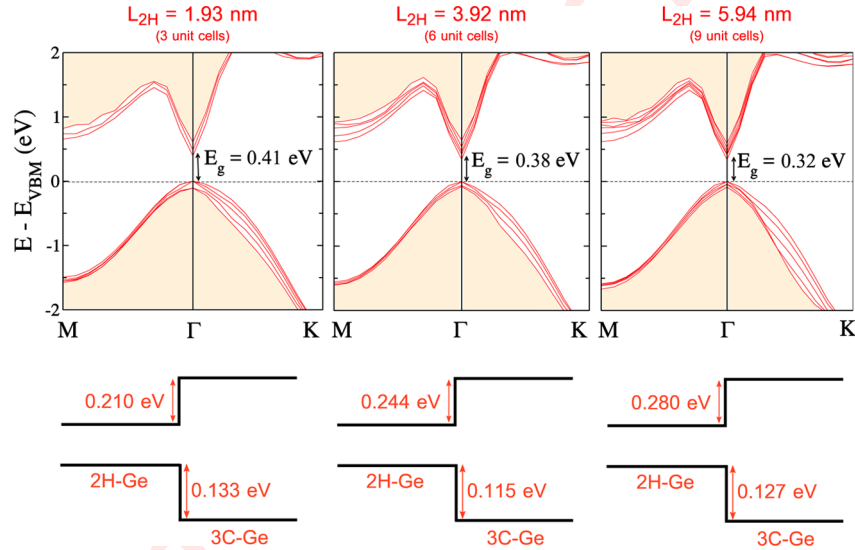 L2H = 1.93 nm
(3 unit cells)
L2H = 3.92 nm
(6 unit cells)
L2H = 5.94 nm
(9 unit cells)
E - EVBM (eV)
2
1
0
-1
-2
Eg = 0.41 eV
Eg = 0.38 eV
Eg = 0.32 eV
M Γ K
M Γ K
M Γ K
0.210 eV
2H-Ge
0.133 eV
3C-Ge
0.244 eV
2H-Ge
0.115 eV
3C-Ge
0.280 eV
2H-Ge
0.127 eV
3C-Ge